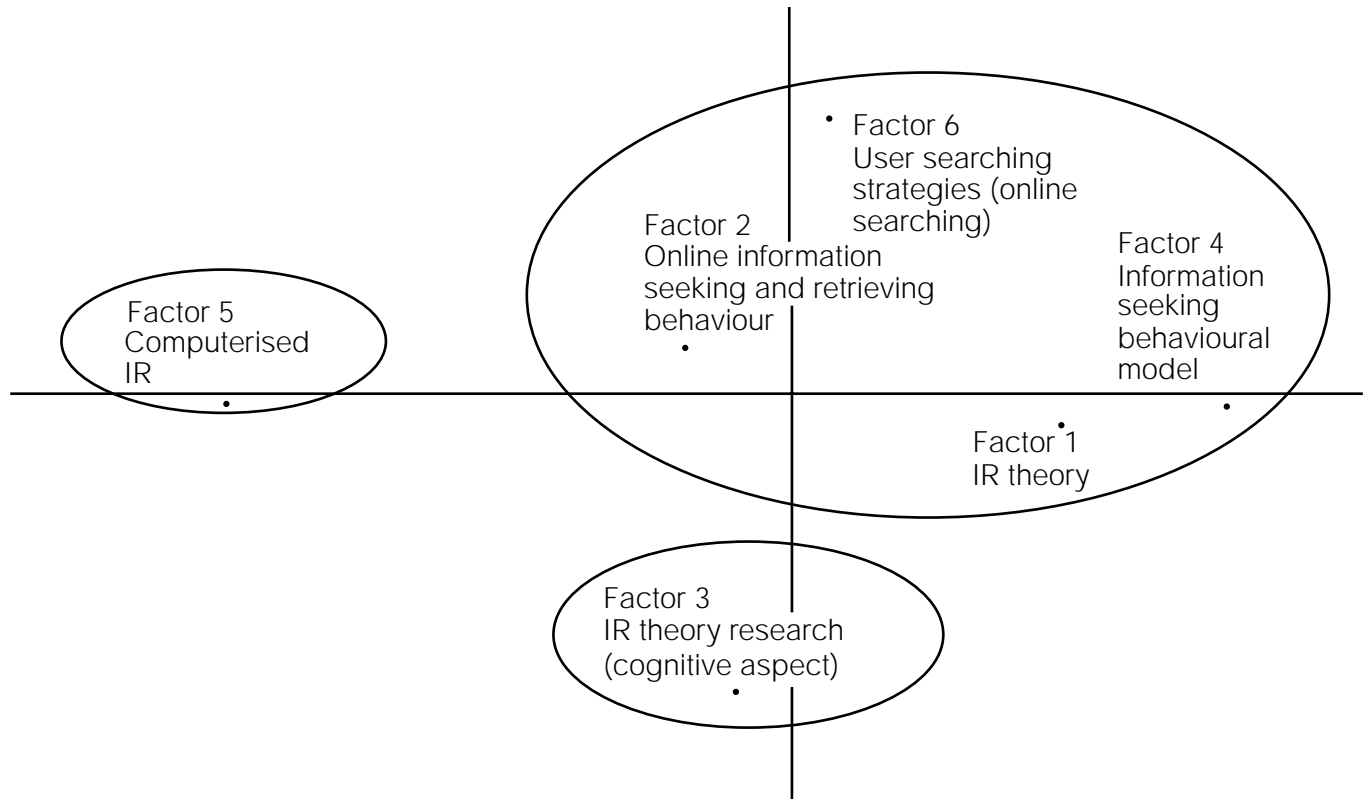 Factor 6
User searching
strategies (online
searching)
Factor 2
Online information
seeking and retrieving
behaviour
Factor 4
Information
seeking
behavioural
model
Factor 5
Computerised
IR
Factor 1
IR theory
Factor 3
IR theory research
(cognitive aspect)